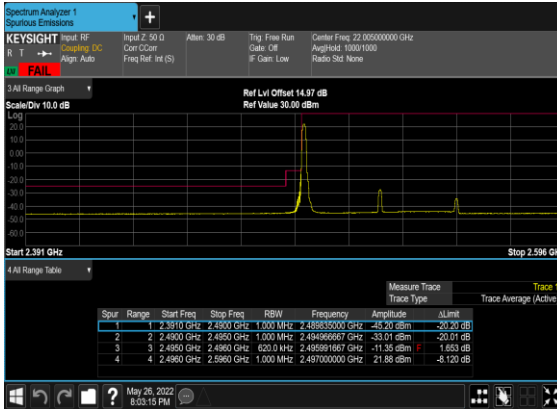 Spectrum Analyzer 1
Spurious Emissions
KEYSIGHT
R T
Input: RF
Coupling: DC
Align: Auto
Input Z: 50 Ω
Corr CCorr
Freq Ref: Int (S)
Atten: 30 dB
Trig: Free Run
Gate: Off
IF Gain: Low
Center Freq: 22.005000000 GHz
Avg|Hold: 1000/1000
Radio Std: None
FAIL
3 All Range Graph
Scale/Div 10.0 dB
Ref Lvl Offset 14.97 dB
Ref Value 30.00 dBm
Log
20.0
10.0
0.00
-10.0
-20.0
-30.0
-40.0
-50.0
-60.0
Start 2.391 GHz
Stop 2.596 GH
4 All Range Table
Measure Trace Trace 1
Trace Type Trace Average (Active
Spur Range Start Freq Stop Freq RBW Frequency Amplitude ΔLimit
1 1 2.3910 GHz 2.4900 GHz 1.000 MHz 2.489835000 GHz -45.20 dBm -20.20 dB
2 2 2.4900 GHz 2.4950 GHz 1.000 MHz 2.494966667 GHz -33.01 dBm -20.01 dB
3 3 2.4950 GHz 2.4960 GHz 620.0 kHz 2.495991667 GHz -11.35 dBm F 1.653 dB
4 4 2.4960 GHz 2.5960 GHz 1.000 MHz 2.497000000 GHz 21.88 dBm -8.120 dB
May 26, 2022
8:03:15 PM